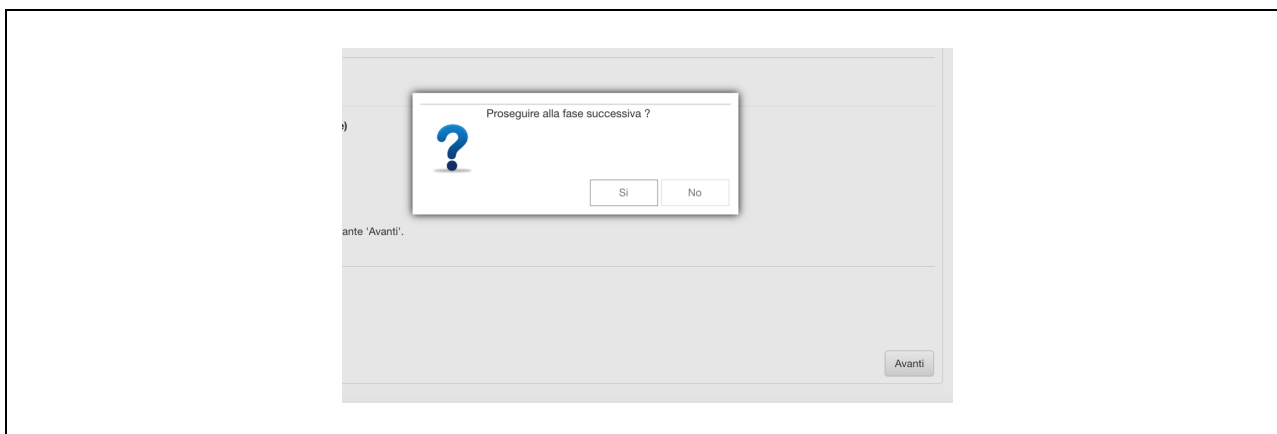 Proseguire alla fase successiva ?
e)
Si
No
ante 'Avanti'.
Avanti